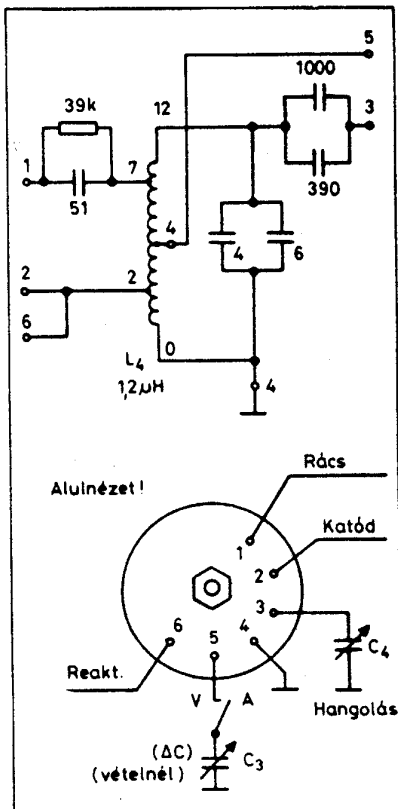 5
1000
39k
12
3
1
7
390
51
4
4
6
2
2
6
L4
0
1,2µH
4
Alulnézet!
Rács
1
Katód
2
3
6
5
4
C4
Reakt.
V
A
Hangolás
(ΔC)
C3
(vételnél)